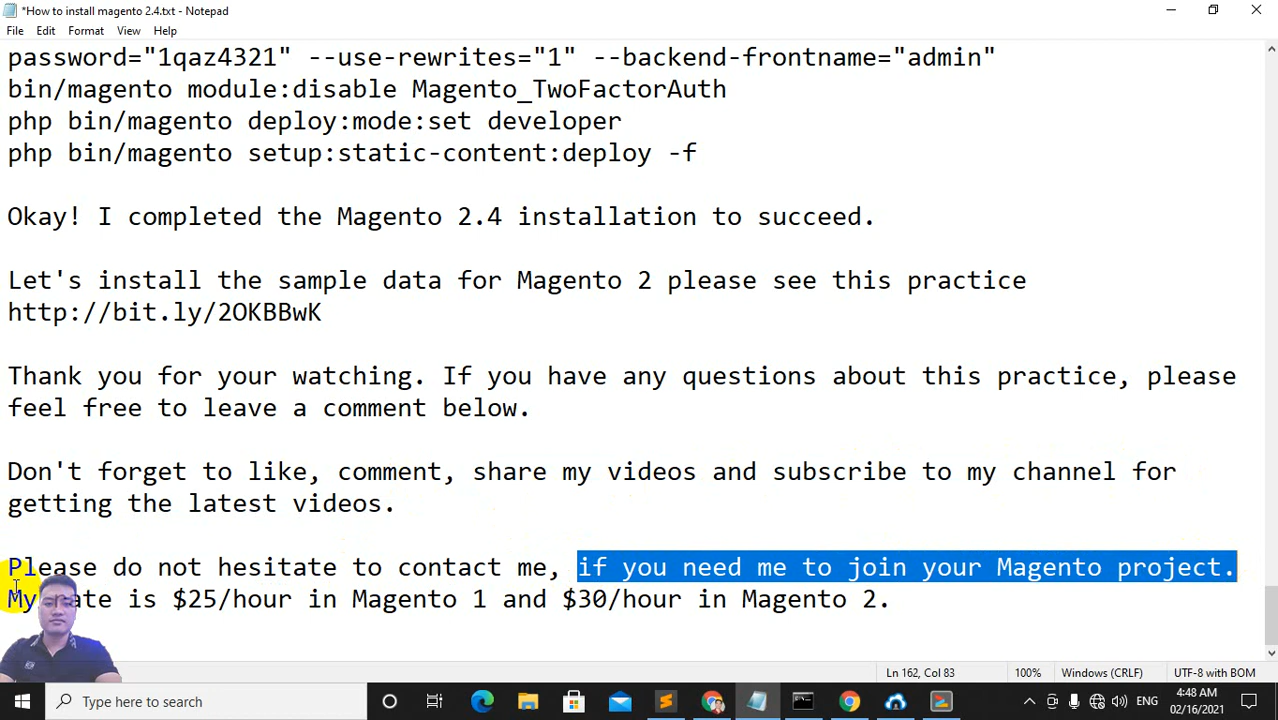 *How to install magento 2.4.txt - Notepad
File Edit Format View Help
password="1qaz4321" --use-rewrites="1" --backend-frontname="admin"
bin/magento module:disable Magento_TwoFactorAuth
php bin/magento deploy:mode:set developer
php bin/magento setup:static-content:deploy -f
Okay! I completed the Magento 2.4 installation to succeed.
Let's install the sample data for Magento 2 please see this practice
http://bit.ly/2OKBBwK
Thank you for your watching. If you have any questions about this practice, please
feel free to leave a comment below.
Don't forget to like, comment, share my videos and subscribe to my channel for
getting the latest videos.
Please do not hesitate to contact me, if you need me to join your Magento project.
My rate is $25/hour in Magento 1 and $30/hour in Magento 2.
Ln 162, Col 83 100% Windows (CRLF) UTF-8 with BOM
Type here to search
ENG
4:48 AM
02/16/2021